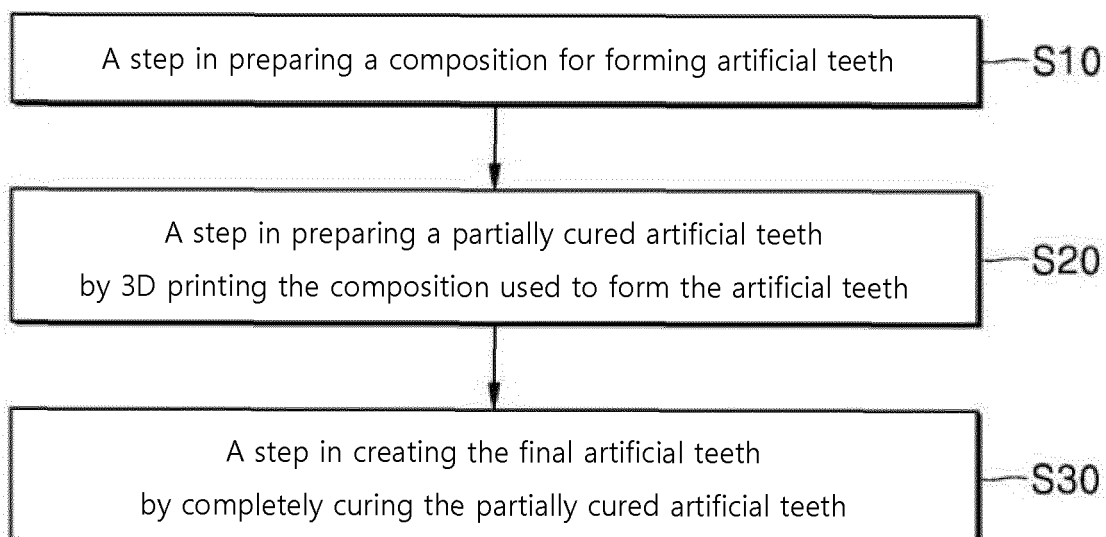 A step in preparing a composition for forming artificial teeth
S10
A step in preparing a partially cured artificial teeth
by 3D printing the composition used to form the artificial teeth
S20
A step in creating the final artificial teeth
by completely curing the partially cured artificial teeth
S30